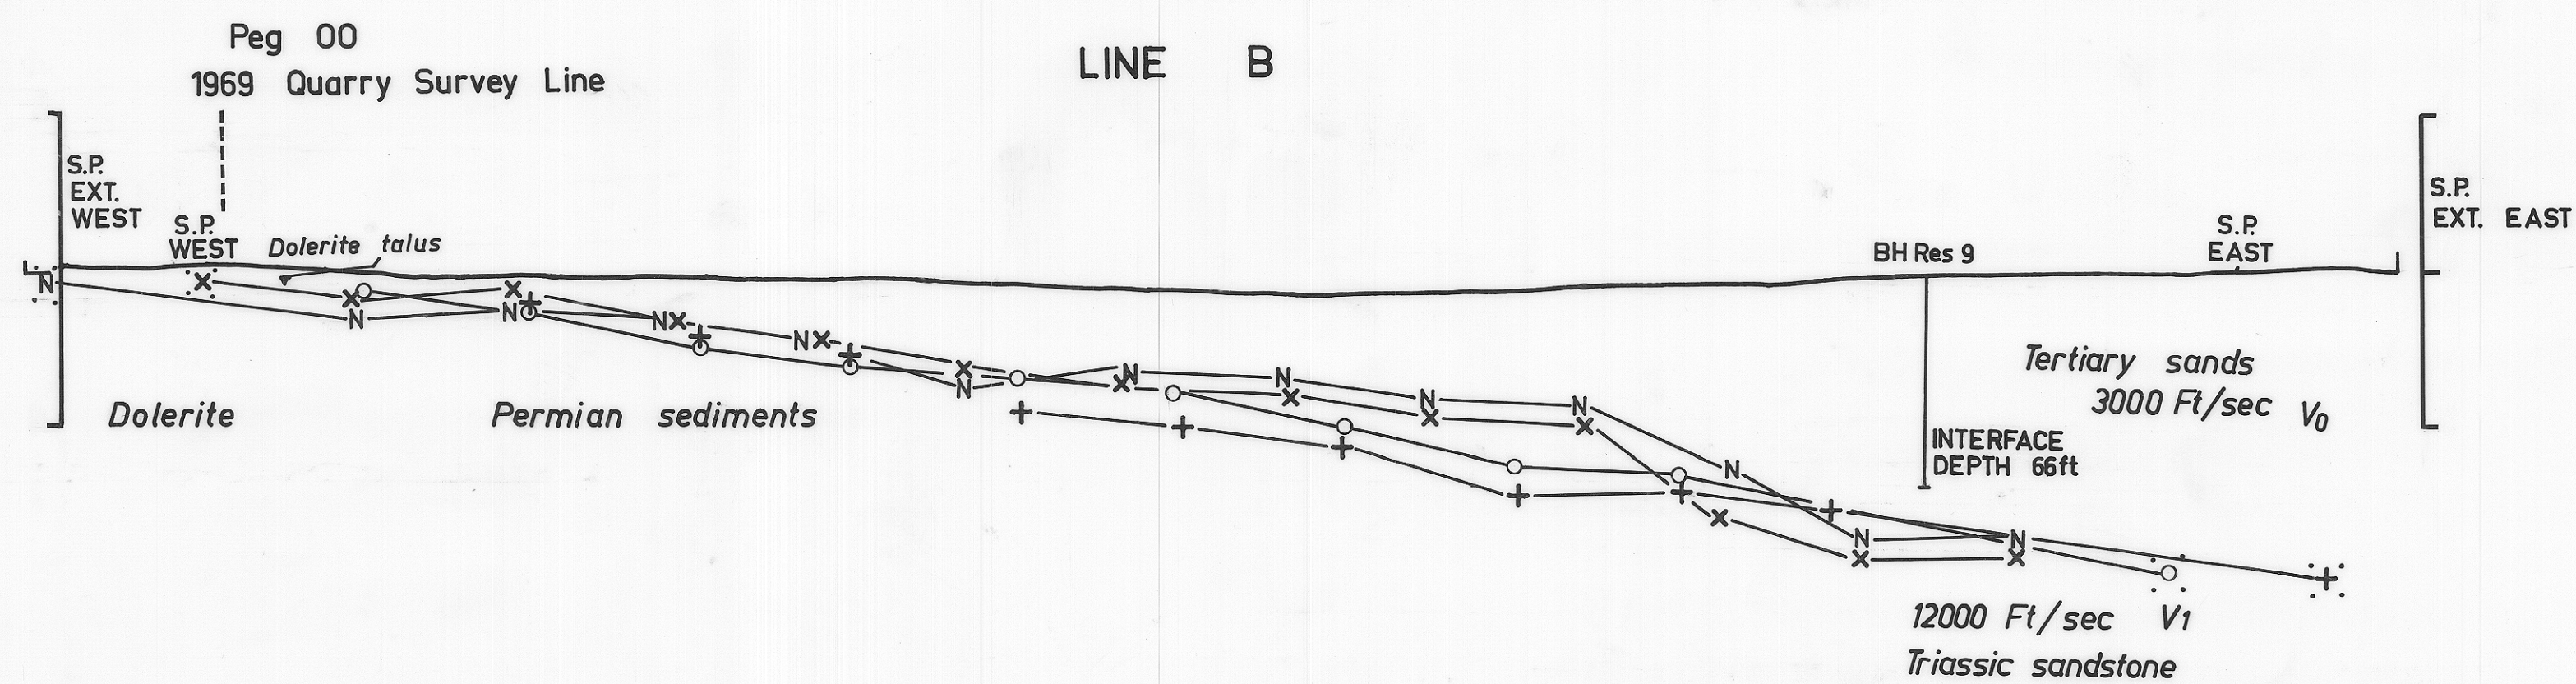 Peg 00
1969 Quarry Survey Line
LINE B
S.P.
EXT.
WEST
S.P.
WEST
Dolerite talus
BH Res 9
S.P.
EAST
S.P.
EXT. EAST
Dolerite
Permian sediments
Tertiary sands
3000 Ft/sec V0
INTERFACE
DEPTH 66ft
12000 Ft/sec V1
Triassic sandstone